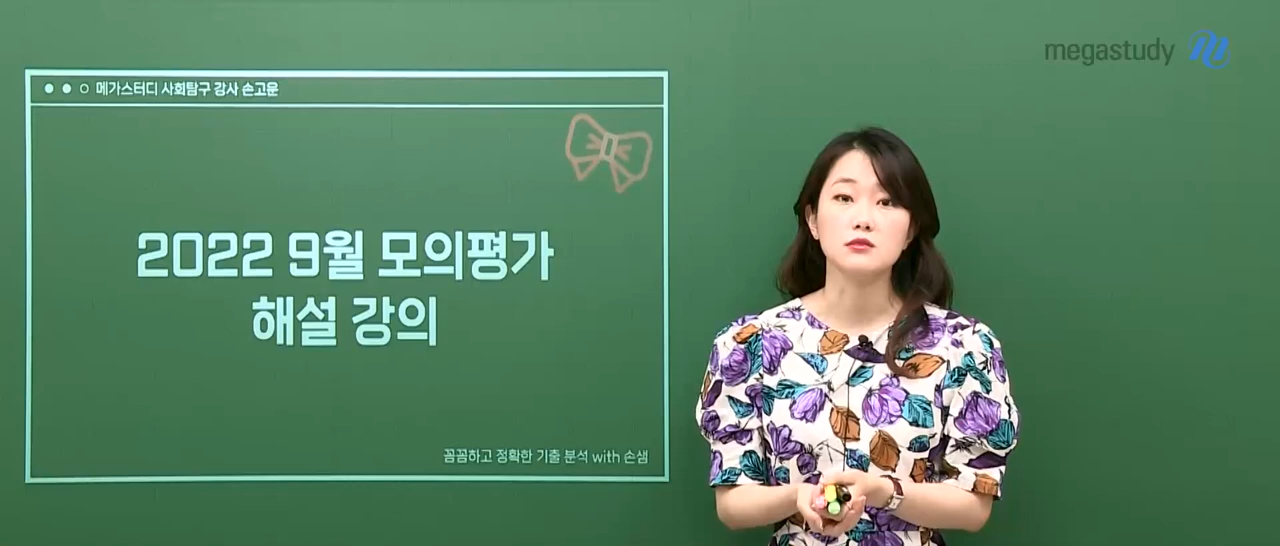 megastudy
메가스터디 사회탐구 강사 손고운
2022 9월 모의평가
해설 강의
꼼꼼하고 정확한 기출 분석 with 손샘